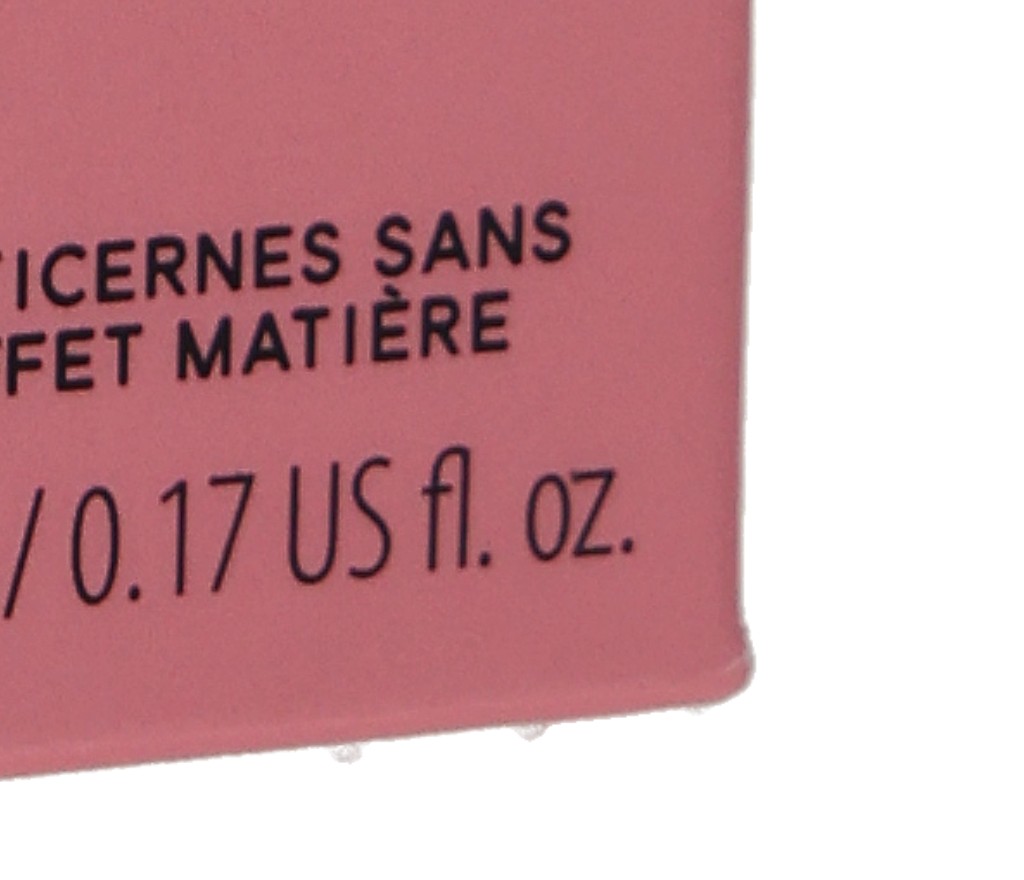 TICERNES SANS
FFET MATIÈRE
/ 0.17 US fl. oz.